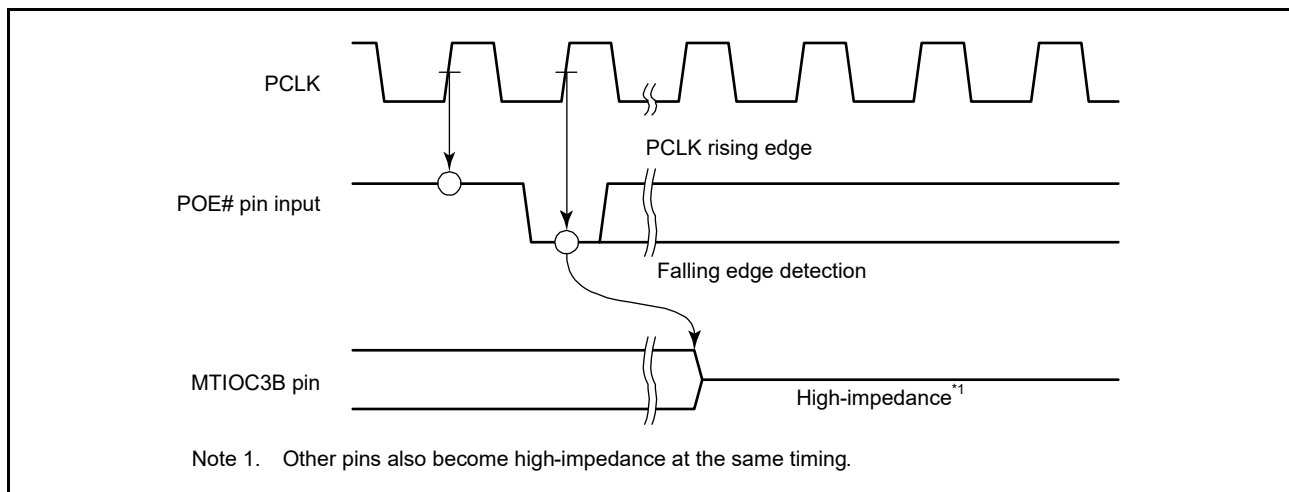 PCLK
PCLK rising edge
POE# pin input
Falling edge detection
MTIOC3B pin
High-impedance*1
Note 1. Other pins also become high-impedance at the same timing.